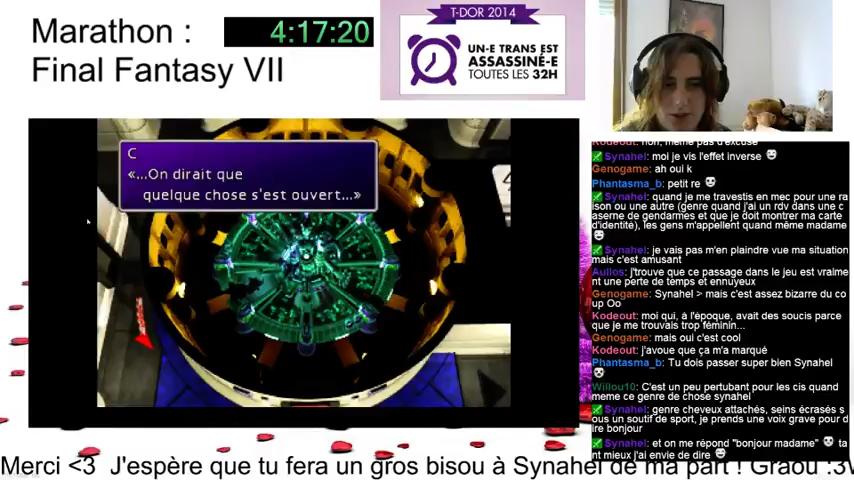 Marathon :
Final Fantasy VII
4:17:20
T-DOR 2014
UN-E TRANS EST
ASSASSINÉ-E
TOUTES LES 32H
C
«...On dirait que
quelque chose s'est ouvert...»
Kodeout: non, même pas d'excuse
Synahel: moi je vis l'effet inverse
Genogame: ah oui k
Phantasma_b: petit re
Synahel: quand je me travestis en mec pour une ra
ison ou une autre (genre quand j'ai un rdv dans une c
aserne de gendarmes et que je doit montrer ma carte
d'identité), les gens m'appellent quand même madame
Synahel: je vais pas m'en plaindre vue ma situation
mais c'est amusant
Aulios: j'trouve que ce passage dans le jeu est vraime
nt une perte de temps et ennuyeux
Genogame: Synahel > mais c'est assez bizarre du co
up Oo
Kodeout: moi qui, à l'époque, avait des soucis parce
que je me trouvais trop féminin...
Genogame: mais oui c'est cool
Kodeout: j'avoue que ça m'a marqué
Phantasma_b: Tu dois passer super bien Synahel
Willou10: C'est un peu pertubant pour les cis quand
meme ce genre de chose synahel
Synahel: genre cheveux attachés, seins écrasés s
ous un soutif de sport, je prends une voix grave pour d
ire bonjour
Synahel: et on me répond "bonjour madame" ta
nt mieux j'ai envie de dire
Merci <3 J'espère que tu fera un gros bisou à Synahel de ma part ! Graou :3